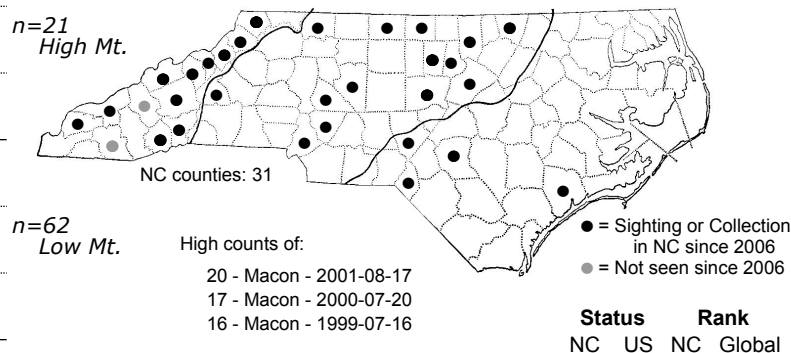 n=21
High Mt.
NC counties: 31
n=62
Low Mt.
High counts of:
20 - Macon - 2001-08-17
17 - Macon - 2000-07-20
16 - Macon - 1999-07-16
● = Sighting or Collection
in NC since 2006
● = Not seen since 2006
Status Rank
NC US NC Global